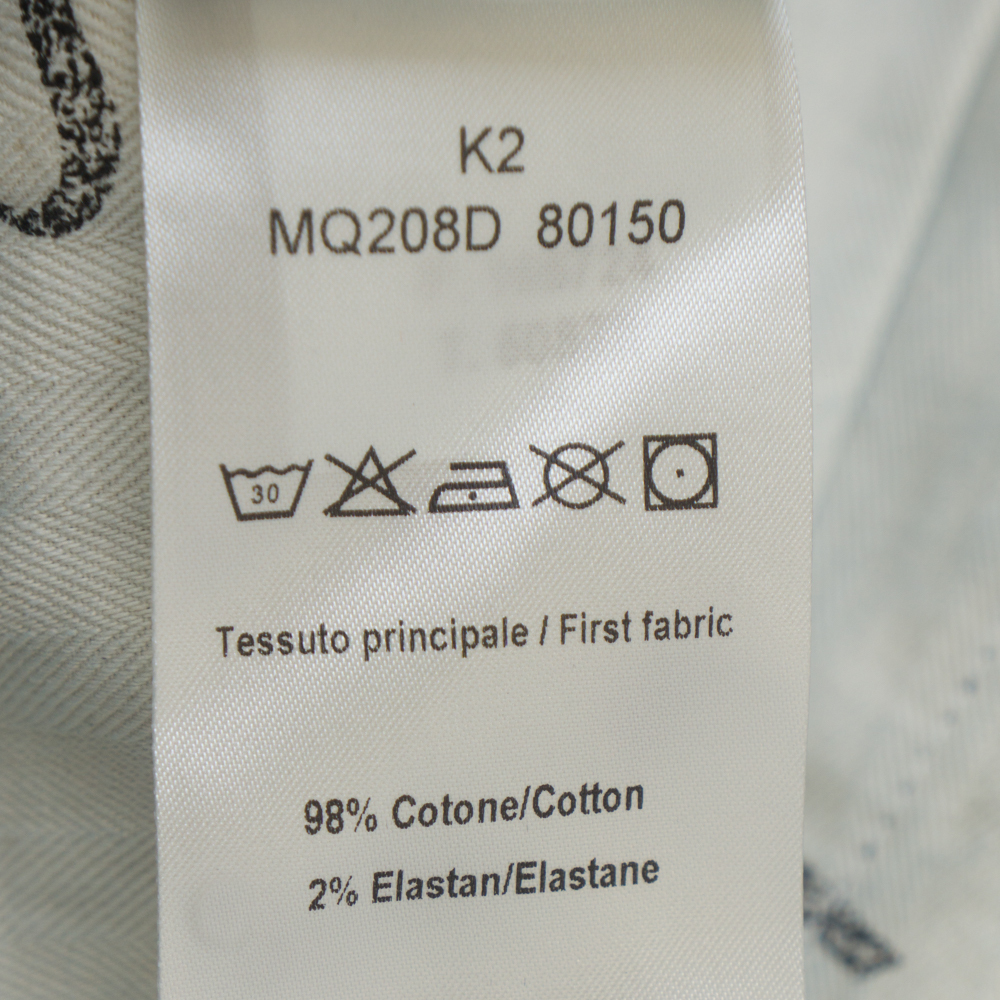 K2
MQ208D 80150
30
Tessuto principale / First fabric
98% Cotone/Cotton
2% Elastan/Elastane